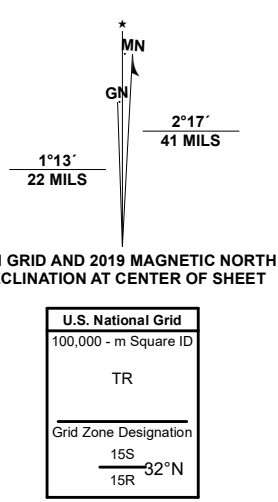 MN
GN
2°17´
41 MILS
1°13´
22 MILS
GRID AND 2019 MAGNETIC NORTH
CLINATION AT CENTER OF SHEET
U.S. National Grid
100,000 - m Square ID
TR
Grid Zone Designation
15S
32°N
15R